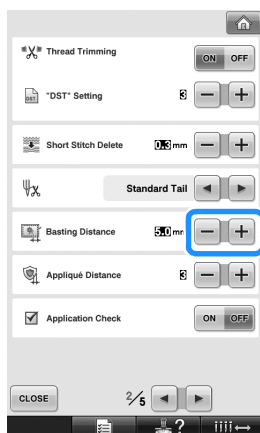 Thread Trimming ON OFF
DST "DST" Setting 3
Short Stitch Delete 0.3 mm
Standard Tail
Basting Distance 5.0 mm
Appliqué Distance 3
Application Check ON OFF
CLOSE 2/5
?